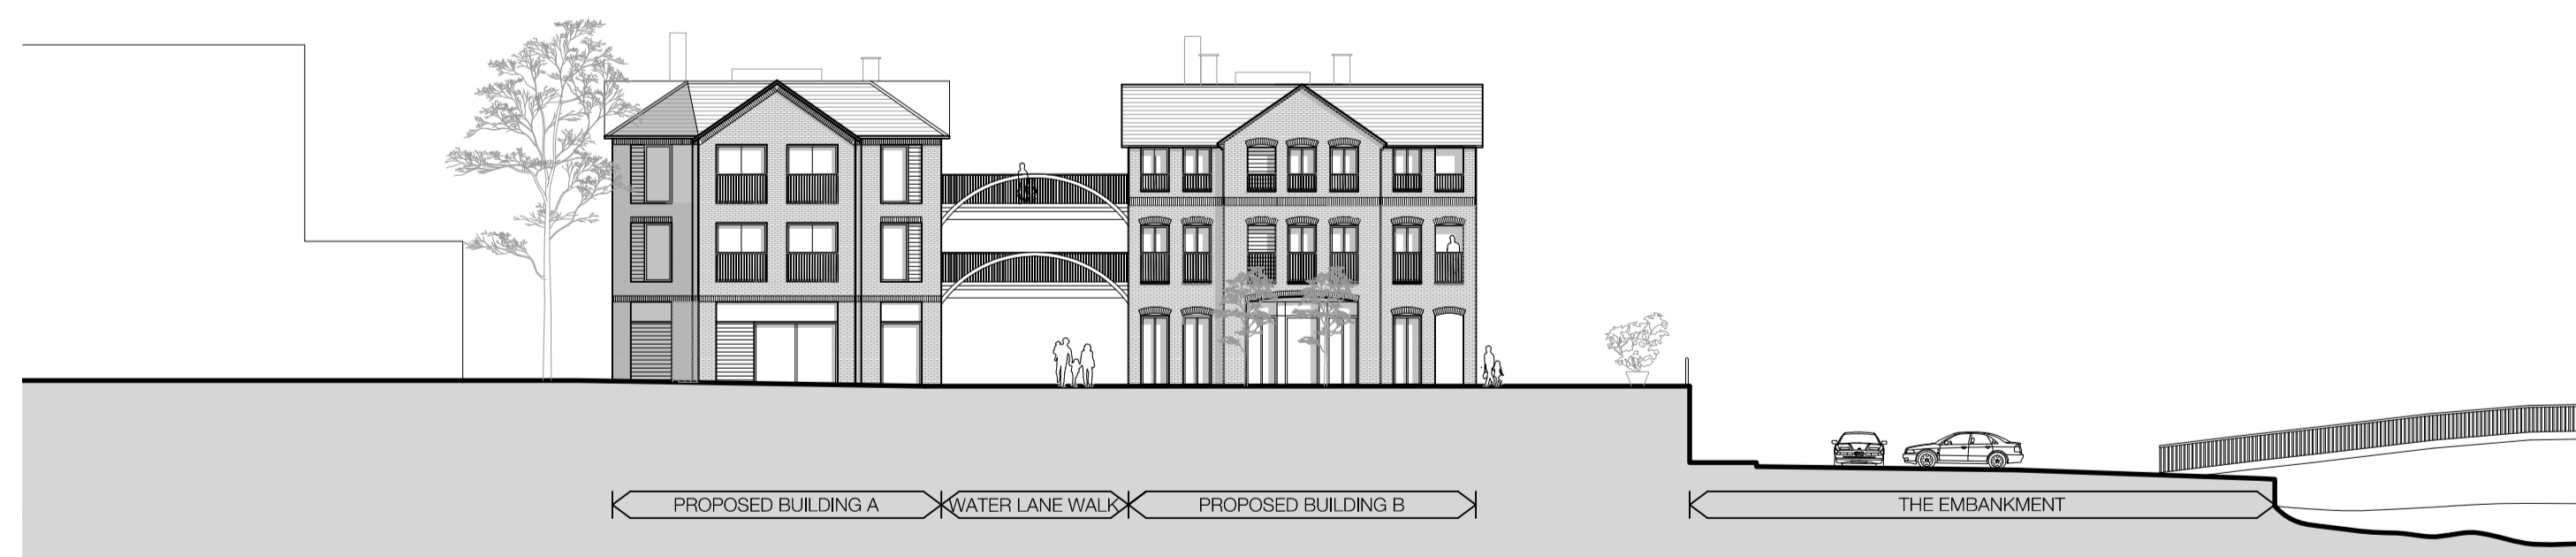 PROPOSED BUILDING A
WATER LANE WALK
PROPOSED BUILDING B
THE EMBANKMENT